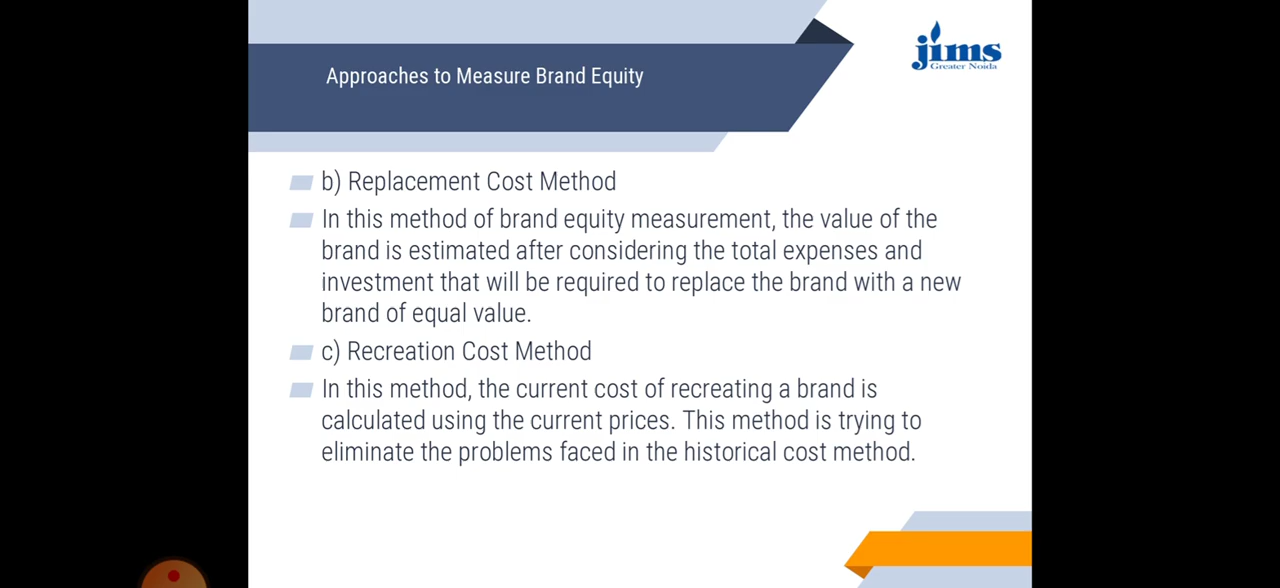 jims
Greater Noida
Approaches to Measure Brand Equity
b) Replacement Cost Method
In this method of brand equity measurement, the value of the
brand is estimated after considering the total expenses and
investment that will be required to replace the brand with a new
brand of equal value.
c) Recreation Cost Method
In this method, the current cost of recreating a brand is
calculated using the current prices. This method is trying to
eliminate the problems faced in the historical cost method.